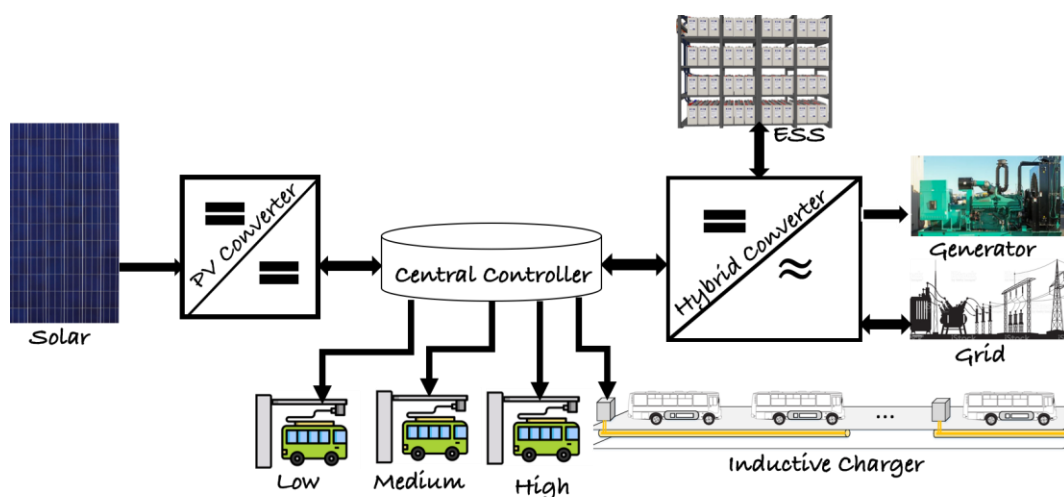 ESS
PV Converter
Hybrid Converter
Generator
Central Controller
Solar
Grid
Low
Medium
High
...
Inductive Charger